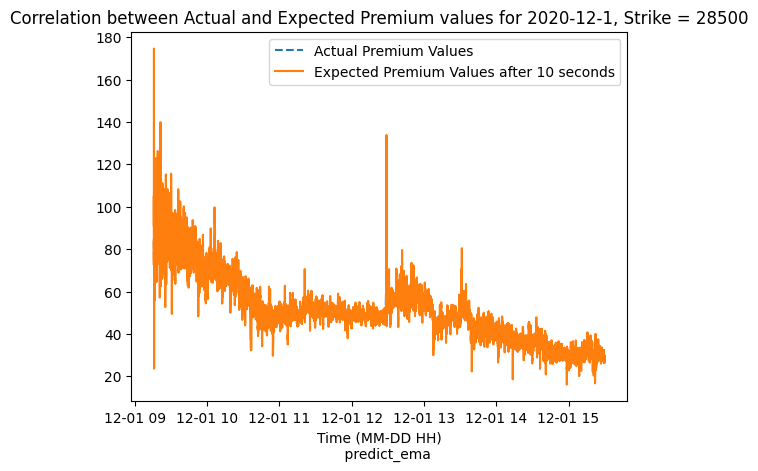 Correlation between Actual and Expected Premium values for 2020-12-1, Strike = 28500
Actual Premium Values
Expected Premium Values after 10 seconds
180
160
140
120
100
80
60
40
20
12-01 09 12-01 10 12-01 11 12-01 12 12-01 13 12-01 14 12-01 15
Time (MM-DD HH)
predict_ema